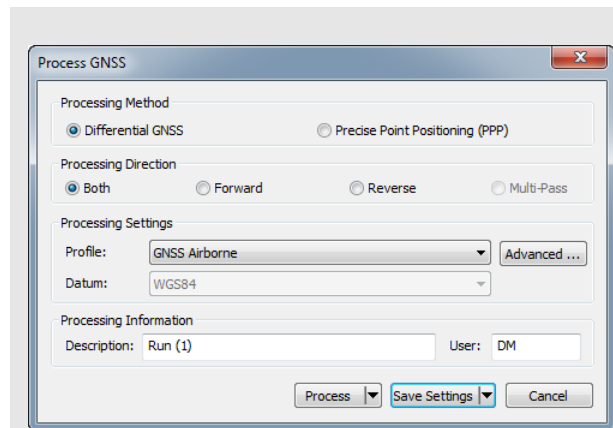 Process GNSS
Processing Method
Differential GNSS Precise Point Positioning (PPP)
Processing Direction
Both Forward Reverse Multi-Pass
Processing Settings
Profile: GNSS Airborne Advanced ...
Datum: WGS84
Processing Information
Description: Run (1) User: DM
Process Save Settings Cancel